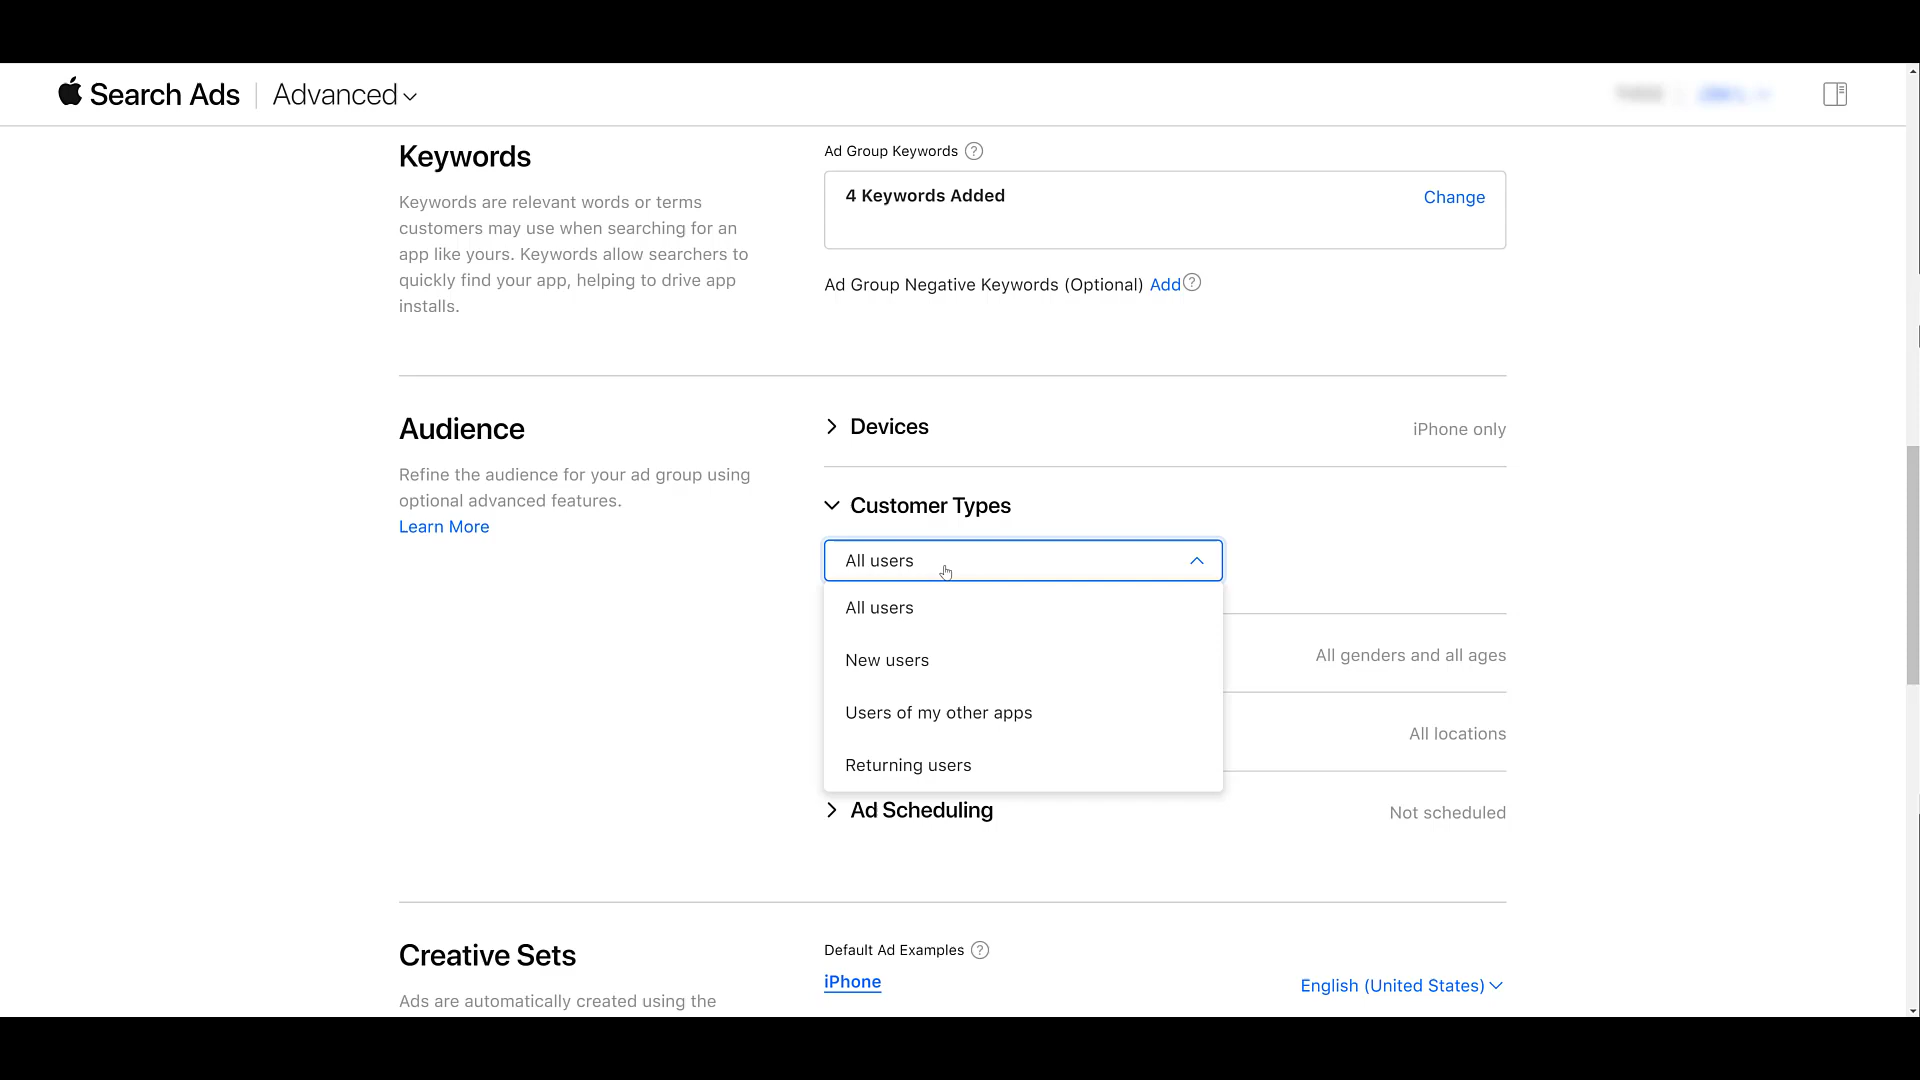 Search Ads
Advanced
Keywords
Keywords are relevant words or terms
customers may use when searching for an
app like yours. Keywords allow searchers to
quickly find your app, helping to drive app
installs.
Ad Group Keywords ?
4 Keywords Added
Change
Ad Group Negative Keywords (Optional) Add ?
Audience
Refine the audience for your ad group using
optional advanced features.
Learn More
Devices
iPhone only
Customer Types
All users
All users
New users
Users of my other apps
Returning users
All genders and all ages
All locations
Ad Scheduling
Not scheduled
Creative Sets
Ads are automatically created using the
Default Ad Examples ?
iPhone
English (United States)